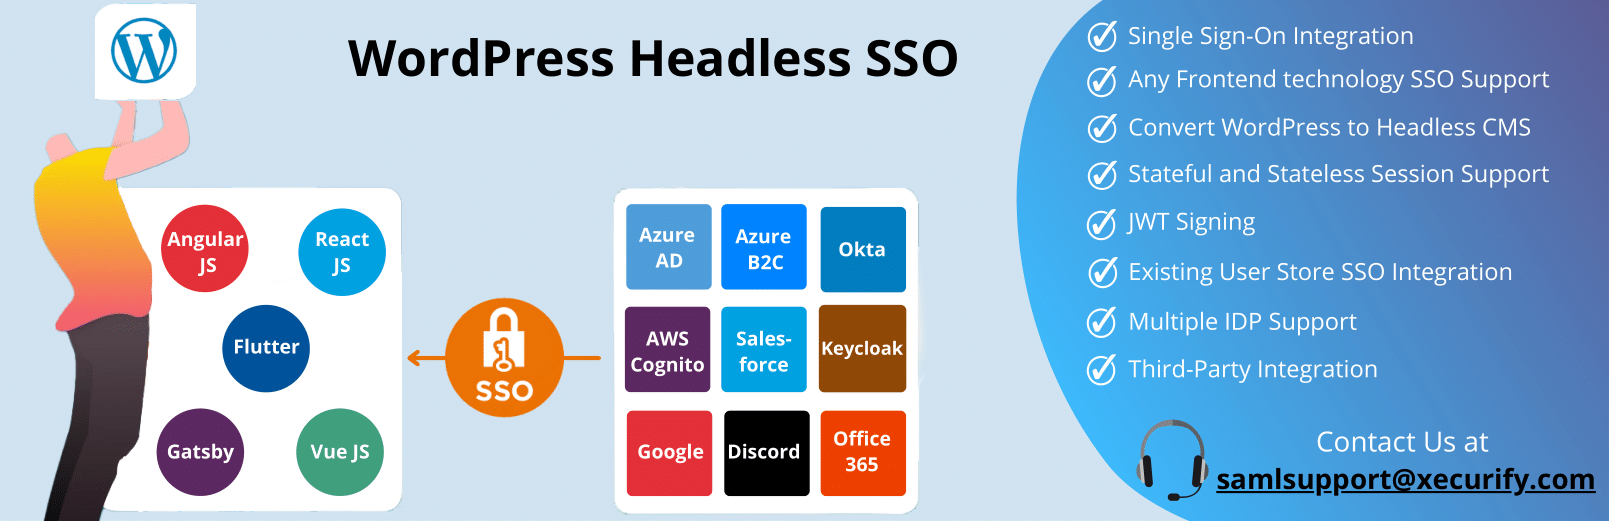 W
WordPress Headless SSO
Angular
JS
React
JS
Flutter
Gatsby
Vue JS
SSO
Azure
AD
Azure
B2C
Okta
AWS
Cognito
Sales-
force
Keycloak
Google
Discord
Office
365
Single Sign-On Integration
Any Frontend technology SSO Support
Convert WordPress to Headless CMS
Stateful and Stateless Session Support
JWT Signing
Existing User Store SSO Integration
Multiple IDP Support
Third-Party Integration
Contact Us at
samlsupport@xecurify.com